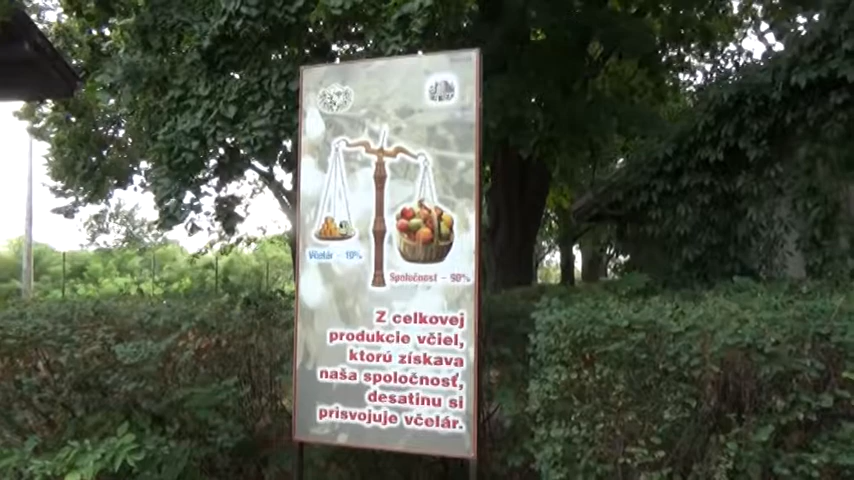 Včelár - 10%
Spoločnosť - 90%
Z celkovej
produkcie včiel,
ktorú získava
naša spoločnosť,
desatinu si
prisvojuje včelár.